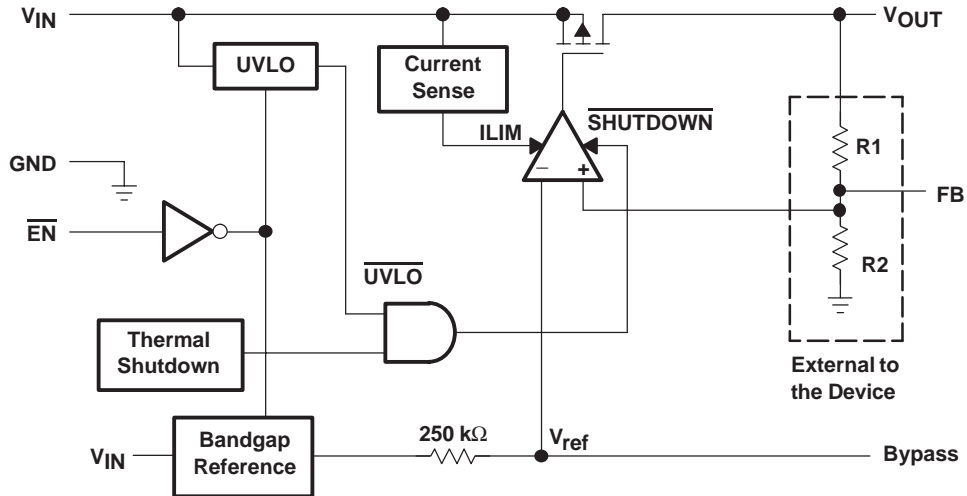 VIN
VOUT
UVLO
Current
Sense
SHUTDOWN
ILIM
R1
GND
− +
FB
EN
R2
UVLO
Thermal
Shutdown
External to
the Device
250 kΩ
Vref
VIN
Bandgap
Reference
Bypass